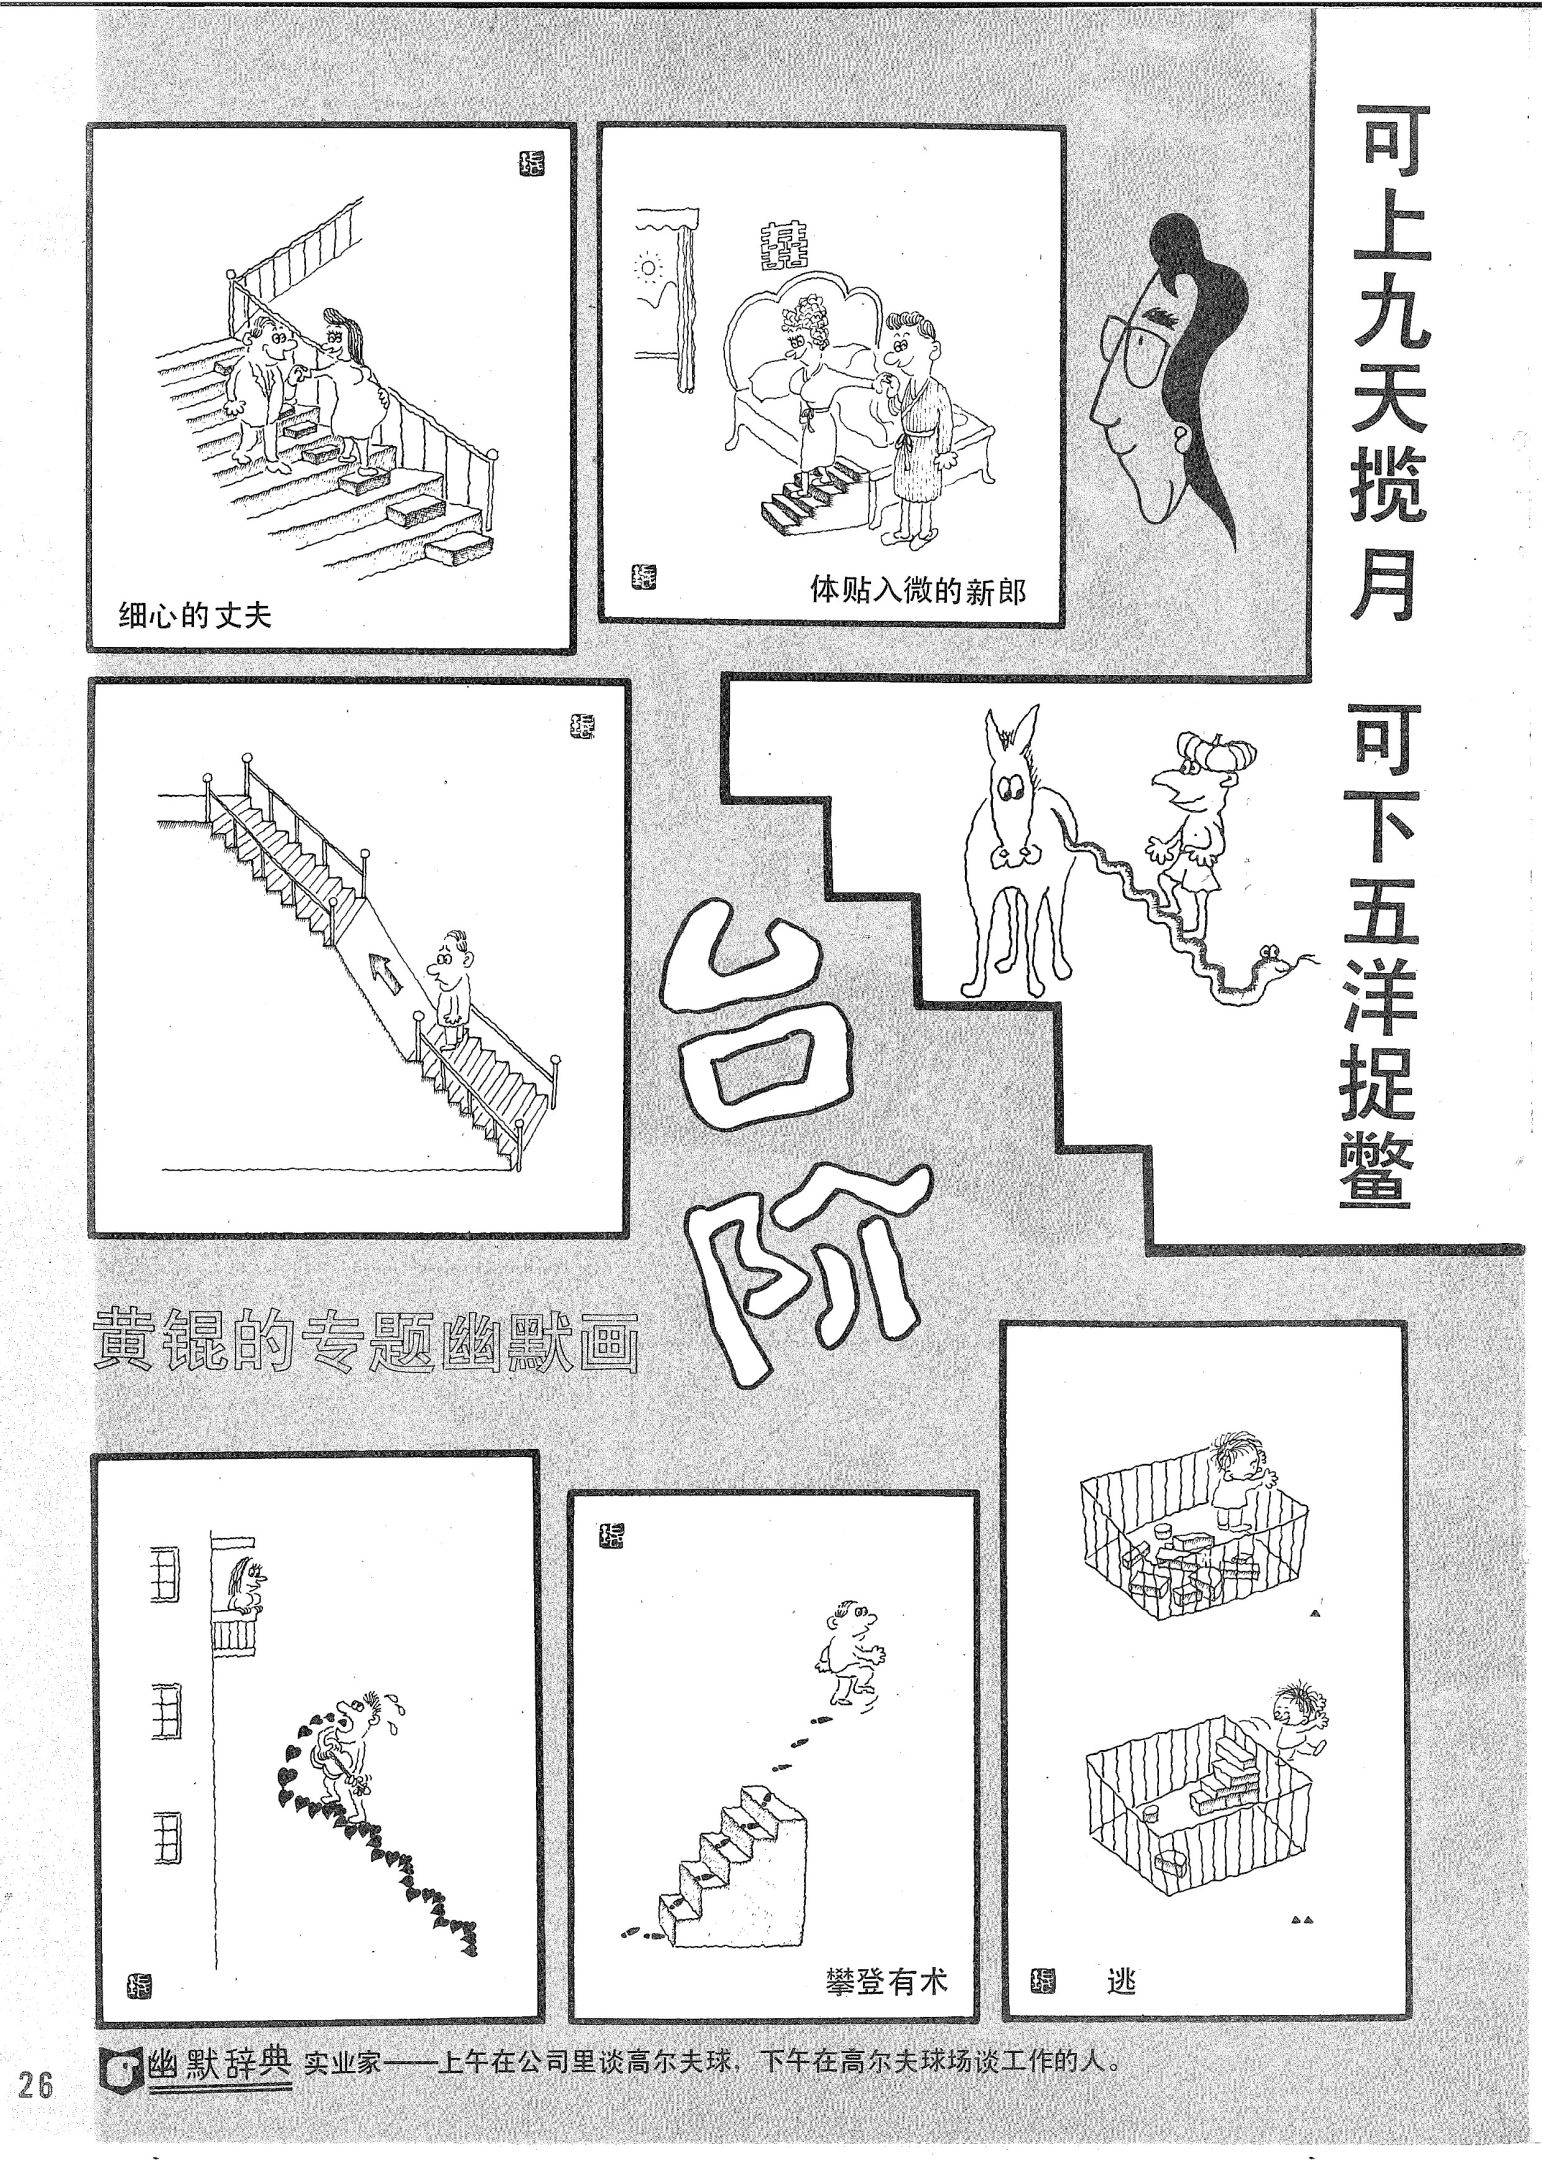 可上九天揽月
可下五洋捉鳖
细心的丈夫
体贴入微的新郎
囍
台阶
黄锟的专题幽默画
攀登有术
逃
幽默辞典 实业家——上午在公司里谈高尔夫球，下午在高尔夫球场谈工作的人。
26